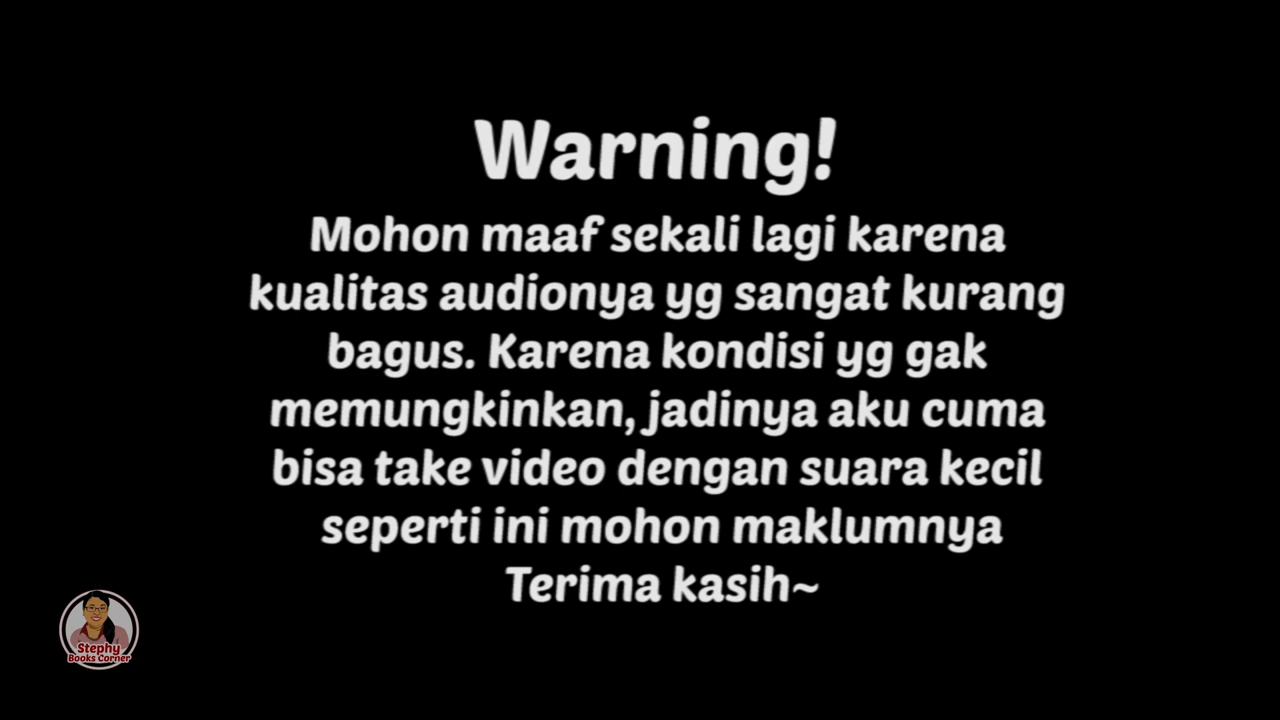 Warning!
Mohon maaf sekali lagi karena
kualitas audionya yg sangat kurang
bagus. Karena kondisi yg gak
memungkinkan, jadinya aku cuma
bisa take video dengan suara kecil
seperti ini mohon maklumnya
Terima kasih~
Stephy
Books Corner